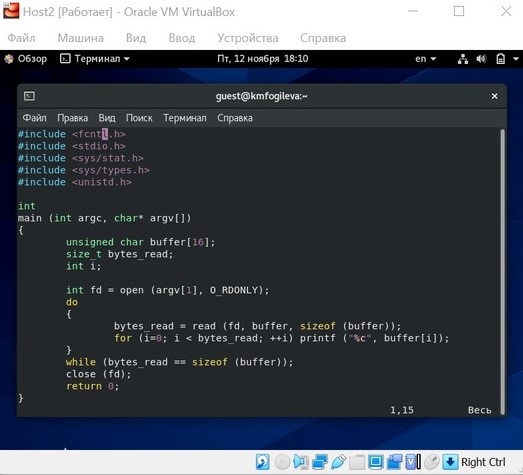 Host2 [Работает] - Oracle VM VirtualBox
Файл Машина Вид Ввод Устройства Справка
Обзор Терминал Пт, 12 ноября 18:10 en
guest@kmfogileva:~
Файл Правка Вид Поиск Терминал Справка
#include <fcntl.h>
#include <stdio.h>
#include <sys/stat.h>
#include <sys/types.h>
#include <unistd.h>
int
main (int argc, char* argv[])
{
        unsigned char buffer[16];
        size_t bytes_read;
        int i;
        int fd = open (argv[1], O_RDONLY);
        do
        {
                bytes_read = read (fd, buffer, sizeof (buffer));
                for (i=0; i < bytes_read; ++i) printf ("%c", buffer[i]);
        }
        while (bytes_read == sizeof (buffer));
        close (fd);
        return 0;
}
1,15 Весь
Right Ctrl